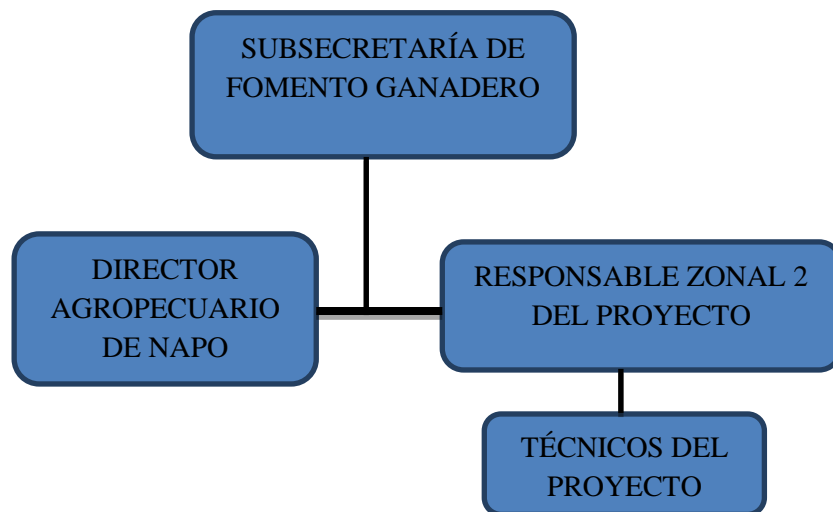 SUBSECRETARÍA DE
FOMENTO GANADERO
DIRECTOR
AGROPECUARIO
DE NAPO
RESPONSABLE ZONAL 2
DEL PROYECTO
TÉCNICOS DEL
PROYECTO